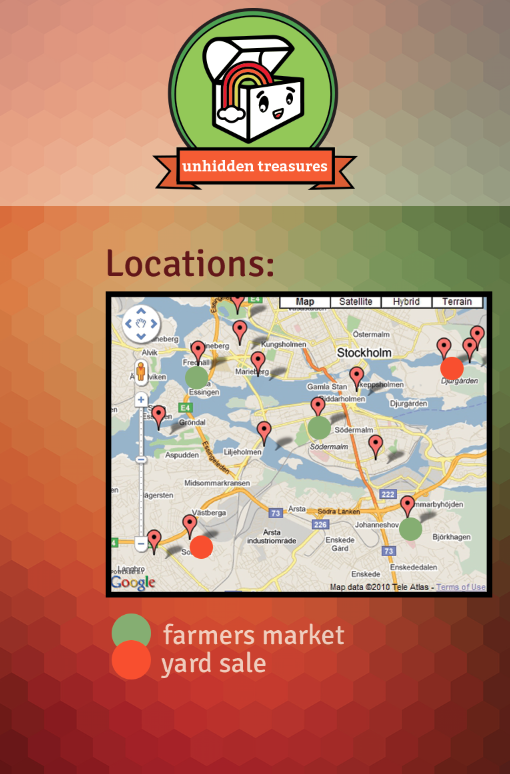 unhidden treasures
Locations:
Map Satellite Hybrid Terrain
E4
Kungsholmen
Östermalm
Alvik
Stockholm
Fredhäll
Marieberg
Djurgården
Essingen
Gamla Stan
Skeppsholmen
Riddarholmen
Djurgården
E4
Gröndal
Södermalm
Södermalm
Aspudden
Liljeholmen
Midsommarkransen
222
Hägersten
Hammarbyhöjden
Västberga
73
Årsta
Södra Länken
226
Johanneshov
Årsta
industriområde
Björkhagen
Enskede
Gard
73
Enskededalen
Enskede
Google
Map data ©2010 Tele Atlas - Terms of Use
farmers market
yard sale